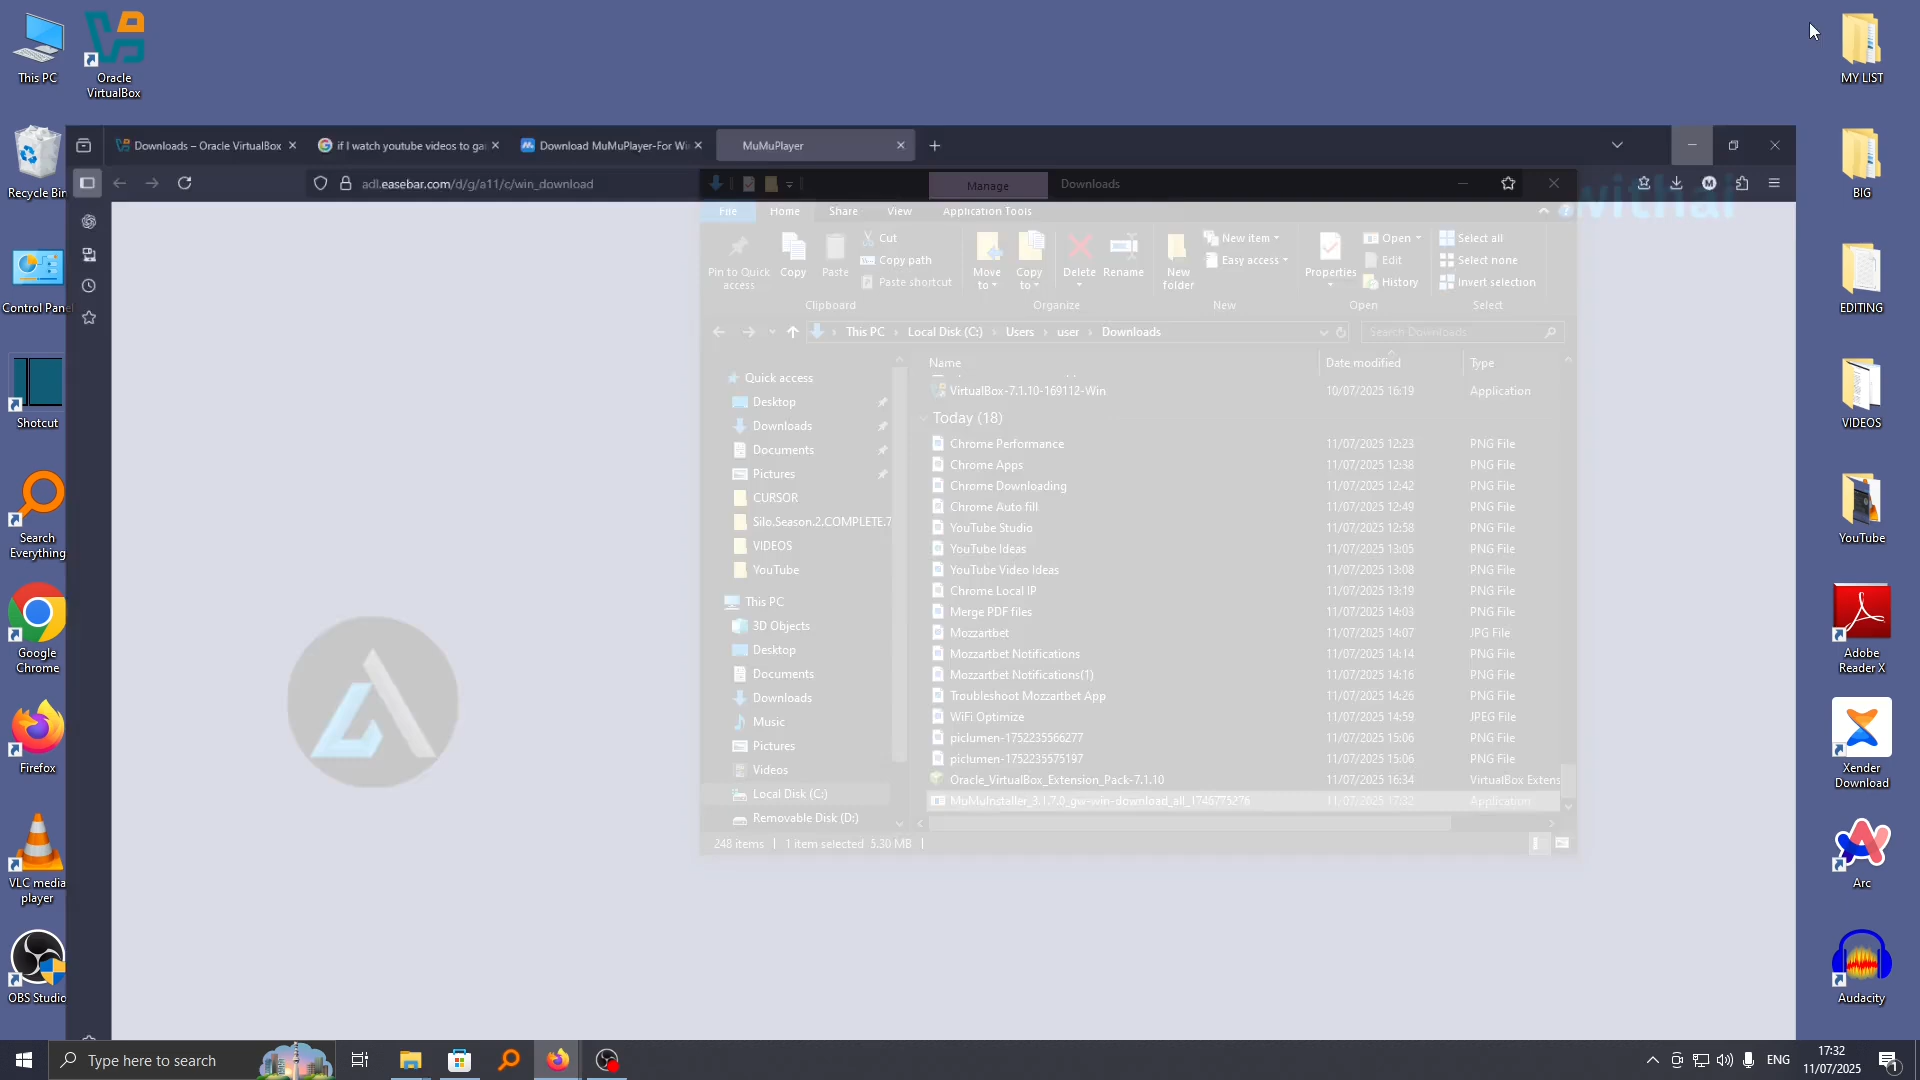 This PC
Oracle
VirtualBox
Recycle Bin
Control Pane
Shotcut
Search
Everything
Google
Chrome
Firefox
VLC media
player
OBS Studio
Downloads – Oracle VirtualBox
if I watch youtube videos to ga
Download MuMuPlayer-For Wi
MuMuPlayer
adl.easebar.com/d/g/a11/c/win_download
Manage
Downloads
File
Home
Share
View
Application Tools
Pin to Quick
access
Copy
Paste
Cut
Copy path
Paste shortcut
Clipboard
Move
to
Copy
to
Delete
Rename
Organize
New
folder
New item
Easy access
New
Properties
Open
Edit
History
Open
Select all
Select none
Invert selection
Select
This PC
Local Disk (C:)
Users
user
Downloads
Search Downloads
Quick access
Desktop
Downloads
Documents
Pictures
CURSOR
Silo.Season.2.COMPLETE.7
VIDEOS
YouTube
This PC
3D Objects
Desktop
Documents
Downloads
Music
Pictures
Videos
Local Disk (C:)
Removable Disk (D:)
Name Date modified Type
VirtualBox-7.1.10-169112-Win 10/07/2025 16:19 Application
Today (18)
Chrome Performance 11/07/2025 12:23 PNG File
Chrome Apps 11/07/2025 12:38 PNG File
Chrome Downloading 11/07/2025 12:42 PNG File
Chrome Auto fill 11/07/2025 12:49 PNG File
YouTube Studio 11/07/2025 12:58 PNG File
YouTube Ideas 11/07/2025 13:05 PNG File
YouTube Video Ideas 11/07/2025 13:08 PNG File
Chrome Local IP 11/07/2025 13:19 PNG File
Merge PDF files 11/07/2025 14:03 PNG File
Mozzartbet 11/07/2025 14:07 JPG File
Mozzartbet Notifications 11/07/2025 14:14 PNG File
Mozzartbet Notifications(1) 11/07/2025 14:16 PNG File
Troubleshoot Mozzartbet App 11/07/2025 14:26 PNG File
WiFi Optimize 11/07/2025 14:59 JPEG File
piclumen-1752235566277 11/07/2025 15:06 PNG File
piclumen-1752235575197 11/07/2025 15:06 PNG File
Oracle_VirtualBox_Extension_Pack-7.1.10 11/07/2025 16:34 VirtualBox Extens
MuMuInstaller_3.1.7.0_gw-win-download_all_1746775276 11/07/2025 17:32 Application
248 items 1 item selected 5.30 MB
MY LIST
BIG
EDITING
VIDEOS
YouTube
Adobe
Reader X
Xender
Download
Arc
Audacity
Type here to search
ENG
17:32
11/07/2025
1